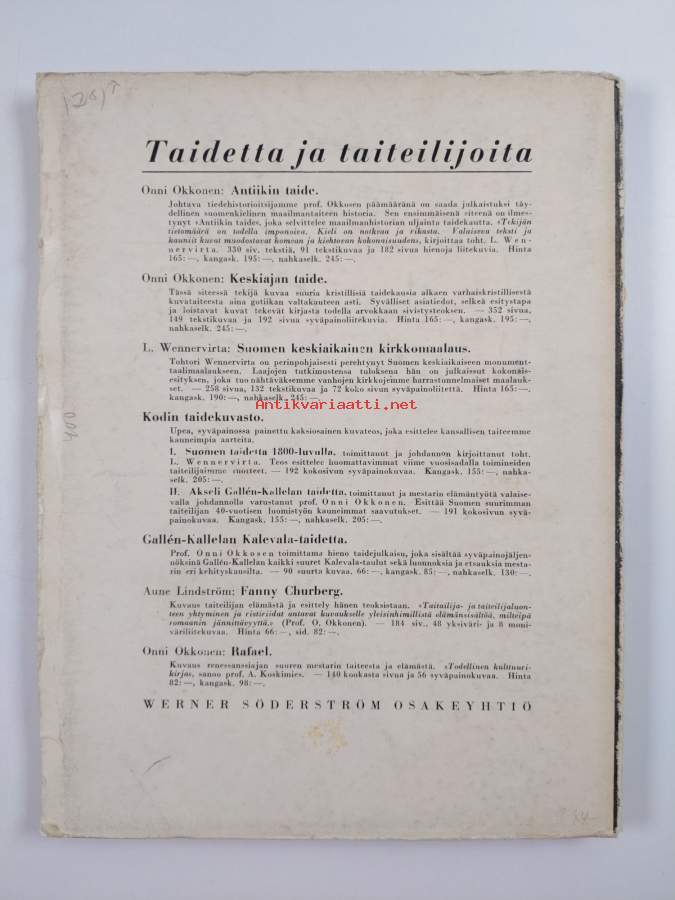 Taidetta ja taiteilijoita
Onni Okkonen: Antiikin taide.
Johtava tiedehistorioitsijomme prof. Okkosen päämääränä on saada julkaistuksi täy-
dellinen suomenkielinen maailmantaiteen historia. Sen ensimmäisenä siteenä on ilmes-
tynyt »Antiikin taide», joka selvittelee maailmanhistorian uljainta taidekautta. »Tekijän
tietomäärä on todella imponoiva. Kieli on notkeaa ja rikasta. Valaiseva teksti ja
kauniit kuvat muodostavat komean ja kiehtovan kokonaisuuden», kirjoittaa toht. L. Wen-
nervirta. 330 siv. tekstiä, 91 tekstikuvaa ja 182 sivua hienoja liitekuvia. Hinta
165:—, kangask. 195:—, nahkaselk. 245:—.
Onni Okkonen: Keskiajan taide.
Tässä siteessä tekijä kuvaa suuria kristillisiä taidekausia alkaen varhaiskristillisestä
kuvataiteesta aina gotiikan valtakauteen asti. Syvälliset asiatiedot, selkeä esitystapa
ja loistavat kuvat tekevät kirjasta todella arvokkaan sivistysteoksen. — 352 sivua,
149 tekstikuvaa ja 192 sivua syväpainoliitekuvia. Hinta 165:—, kangask. 195:—,
nahkaselk. 245:—.
L. Wennervirta: Suomen keskiaikainen kirkkomaalaus.
Tohtori Wennervirta on perinpohjaisesti perehtynyt Suomen keskiaikaiseen monument-
taalimaalaukseen. Laajojen tutkimustensa tuloksena hän on julkaissut kokonais-
esityksen, joka tuo nähtäväksemme vanhojen kirkkojemme harrastonnelmaiset maalauk-
set. — 258 sivua, 132 tekstikuvaa ja 72 koko sivun syväpainoliitettä. Hinta 165:—.
kangask. 190:—, nahkaselk. 245:—.
Antikvariaatti.net
Kodin taidekuvasto.
Upea, syväpainossa painettu kaksiosainen kuvateos, joka esittelee kansallisen taiteemme
kauneimpia aarteita.
I. Suomen taidetta 1800-luvulla, toimittanut ja johdannon kirjoittanut toht.
L. Wennervirta. Teos esittelee huomattavimmat viime vuosisadalla toimineiden
taiteilijaimme tuotteet. — 192 kokosivun syväpainokuvaa. Kangask. 155:—, nahka-
selk. 205:—.
II. Akseli Gallén-Kallelan taidetta, toimittanut ja mestarin elämäntyötä valaise-
valla johdannolla varustanut prof. Onni Okkonen. Esittää Suomen suurimman
taiteilijan 40-vuotisen luomistyön kauneimmat saavutukset. — 191 kokosivun syvä-
painokuvaa. Kangask. 155:—, nahkaselk. 205:—.
Gallén-Kallelan Kalevala-taidetta.
Prof. Onni Okkosen toimittama hieno taidejulkaisu, joka sisältää syväpainojäljen-
nöksinä Gallén-Kallelan kaikki suuret Kalevala-taulut sekä luonnoksia ja etsauksia mesta-
rin eri kehityskausilta. — 90 suurta kuvaa. 66:—, kangask. 85:—, nahkaselk. 130:—.
Aune Lindström: Fanny Churberg.
Kuvaus taiteilijan elämästä ja esittely hänen teoksistaan. »Taiteilija- ja taiteilijaluon-
teen yhtyminen ja ristiriidat antavat kuvaukselle yleisinhimillistä elämänsisältöä, milteipä
romaanin jännittävyyttä.» (Prof. O. Okkonen). — 184 siv., 48 yksiväri- ja 8 moni-
väriliitekuvaa. Hinta 66:—, sid. 82:—.
Onni Okkonen: Rafael.
Kuvaus renessanssiajan suuren mestarin taiteesta ja elämästä. »Todellinen kulttuuri-
kirja», sanoo prof. A. Koskimies. — 140 kookasta sivua ja 56 syväpainokuvaa. Hinta
82:—, kangask. 98:—.
WERNER SÖDERSTRÖM OSAKEYHTIÖ
400